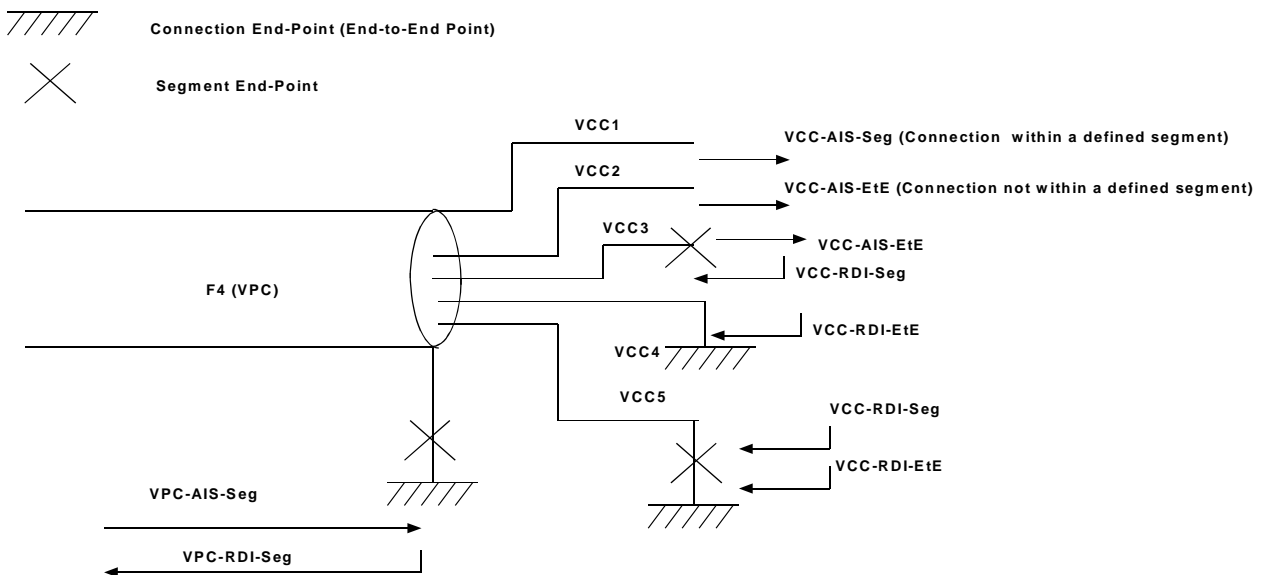 Connection End-Point (End-to-End Point)
Segment End-Point
VCC1
VCC-AIS-Seg (Connection within a defined segment)
VCC2
VCC-AIS-EtE (Connection not within a defined segment)
VCC3
VCC-AIS-EtE
VCC-RDI-Seg
F4 (VPC)
VCC-RDI-EtE
VCC4
VCC5
VCC-RDI-Seg
VCC-RDI-EtE
VPC-AIS-Seg
VPC-RDI-Seg